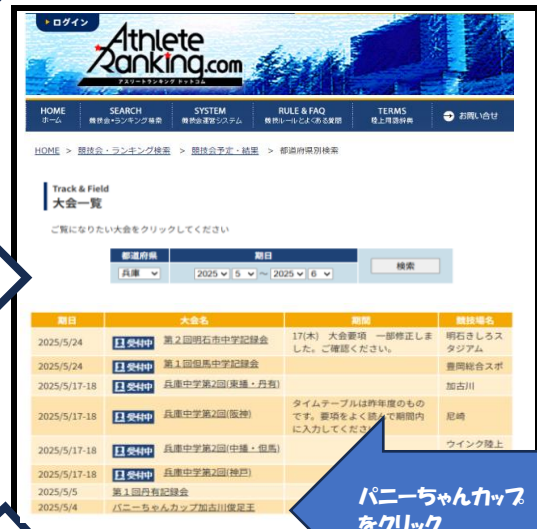 ログイン
Athlete
Ranking.com
アスリートランキング ドットコム
HOME SEARCH SYSTEM RULE & FAQ TERMS
ホーム 競技会・ランキング検索 競技会運営システム 競技ルールとよくある質問 陸上用語辞典 お問い合せ
HOME > 競技会・ランキング検索 > 競技会予定・結果 > 都道府県別検索
Track & Field
大会一覧
ご覧になりたい大会をクリックしてください
都道府県 期日
兵庫 2025 5 ～ 2025 6 検索
期日 大会名 期間 競技場名
2025/5/24 受付中 第2回明石市中学記録会 17(木) 大会要項 一部修正しま
した。ご確認ください。 明石きしろス
タジアム
2025/5/24 受付中 第1回但馬中学記録会 豊岡総合スポ
2025/5/17-18 受付中 兵庫中学第2回(東播・丹有) 加古川
2025/5/17-18 受付中 兵庫中学第2回(阪神) タイムテーブルは昨年度のもの
です。要項をよく読んで期間内
に入力してくださ 尼崎
2025/5/17-18 受付中 兵庫中学第2回(中播・但馬) ウインク陸上
2025/5/17-18 受付中 兵庫中学第2回(神戸)
2025/5/5 第1回丹有記録会
2025/5/4 バニーちゃんカップ加古川俊足王
バニーちゃんカップ
をクリック